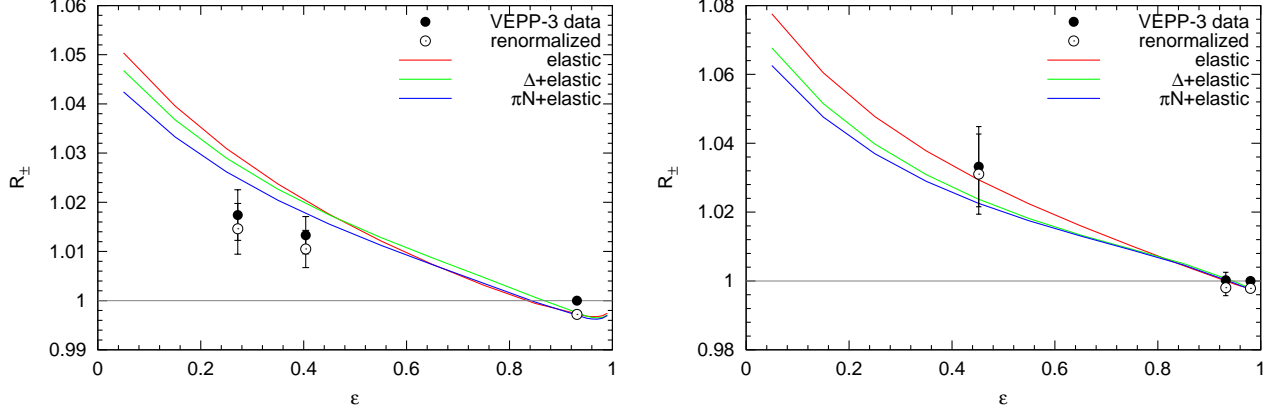 1.06
1.05
1.04
1.03
1.02
1.01
1
0.99
0
0.2
0.4
0.6
0.8
1
R±
ε
VEPP-3 data
renormalized
elastic
Δ+elastic
πN+elastic
1.08
1.06
1.04
1.02
1
0.98
0
0.2
0.4
0.6
0.8
1
R±
ε
VEPP-3 data
renormalized
elastic
Δ+elastic
πN+elastic